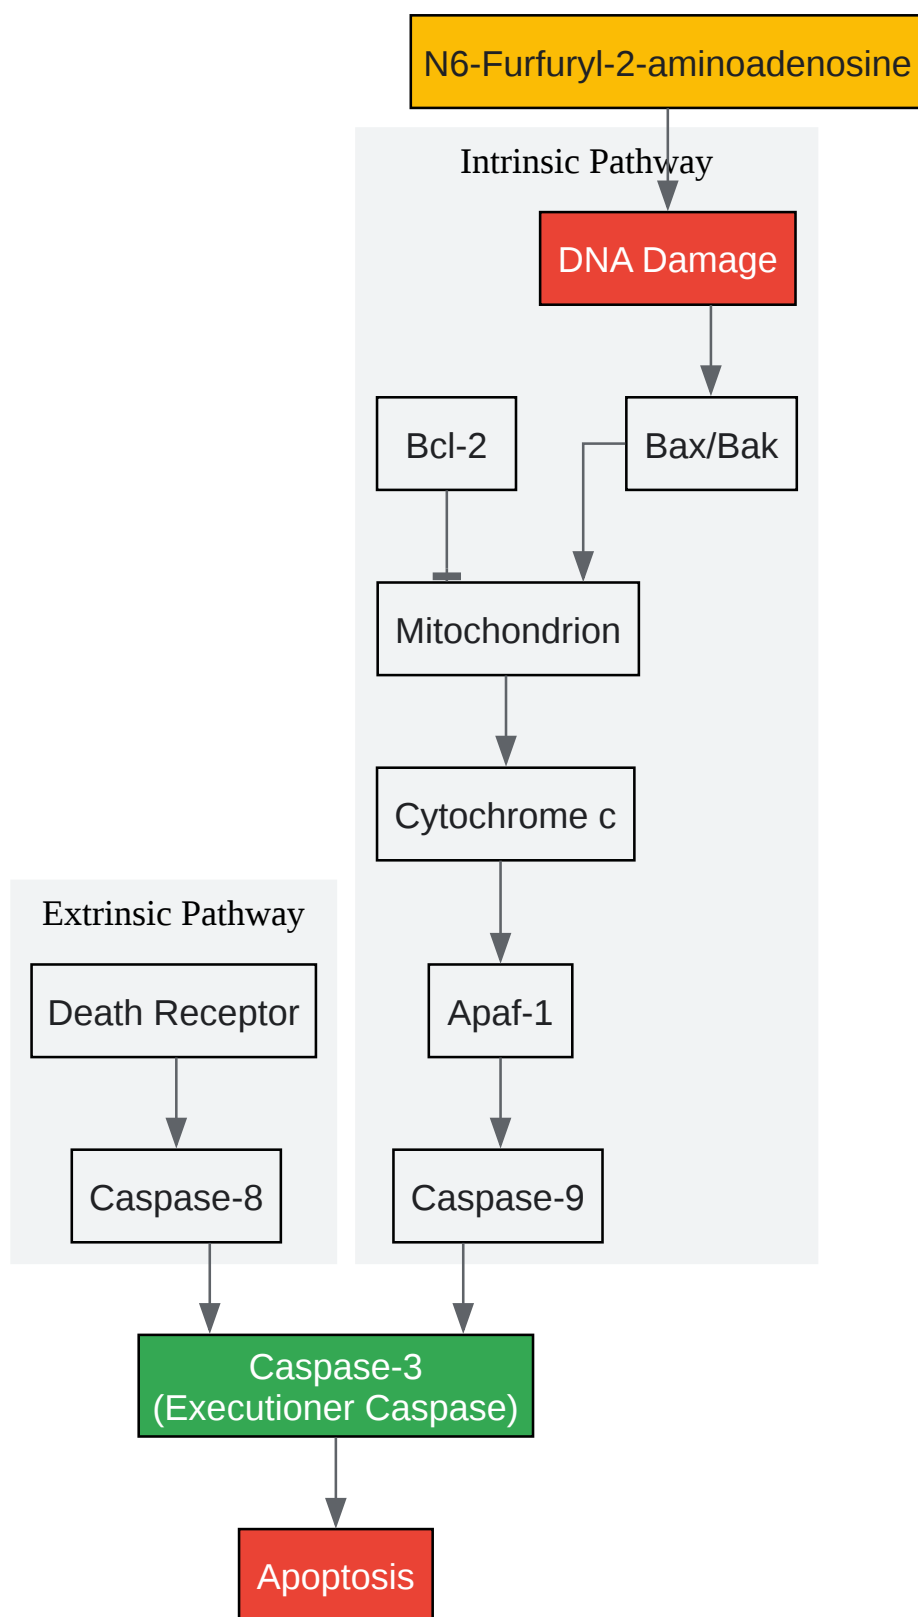 N6-Furfuryl-2-aminoadenosine
Intrinsic Pathway
DNA Damage
Bcl-2
Bax/Bak
Mitochondrion
Cytochrome c
Extrinsic Pathway
Death Receptor
Apaf-1
Caspase-8
Caspase-9
Caspase-3
(Executioner Caspase)
Apoptosis